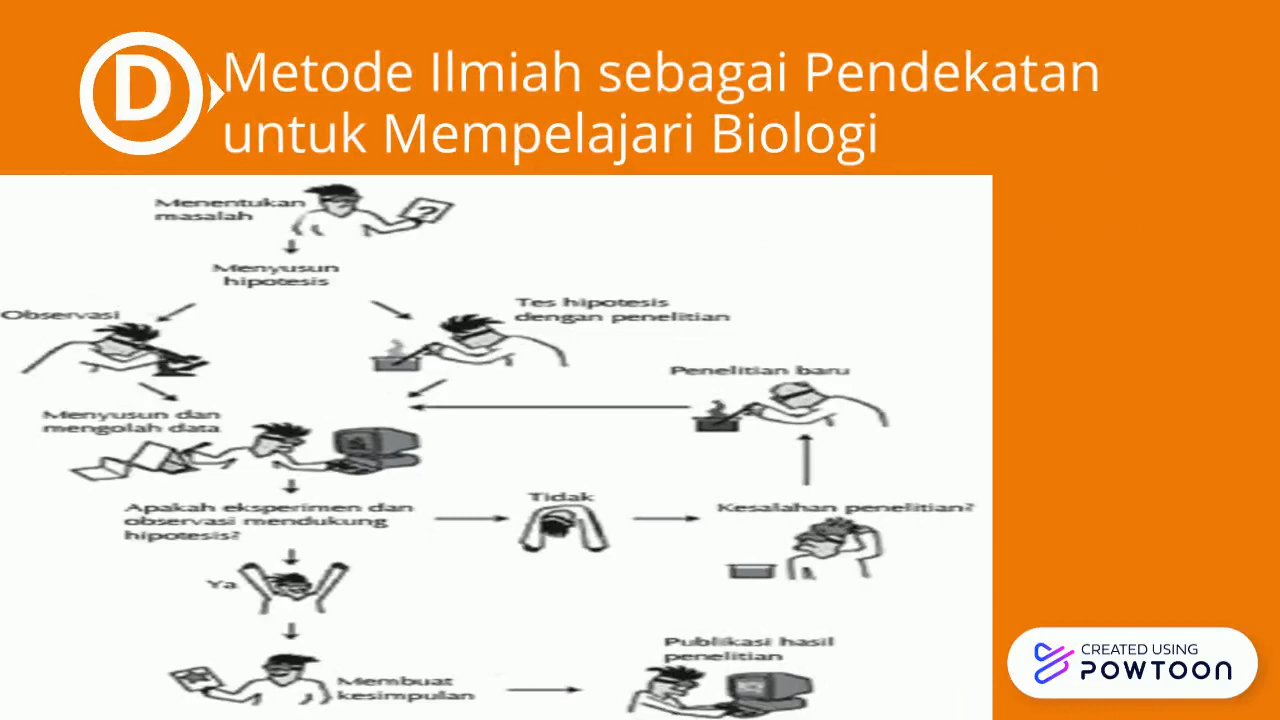 D
Metode Ilmiah sebagai Pendekatan
untuk Mempelajari Biologi
Menentukan
masalah
?
Menyusun
hipotesis
Observasi
Tes hipotesis
dengan penelitian
Penelitian baru
Menyusun dan
mengolah data
Apakah eksperimen dan
observasi mendukung
hipotesis?
Tidak
Kesalahan penelitian?
Ya
Membuat
kesimpulan
Publikasi hasil
penelitian
CREATED USING
POWTOON